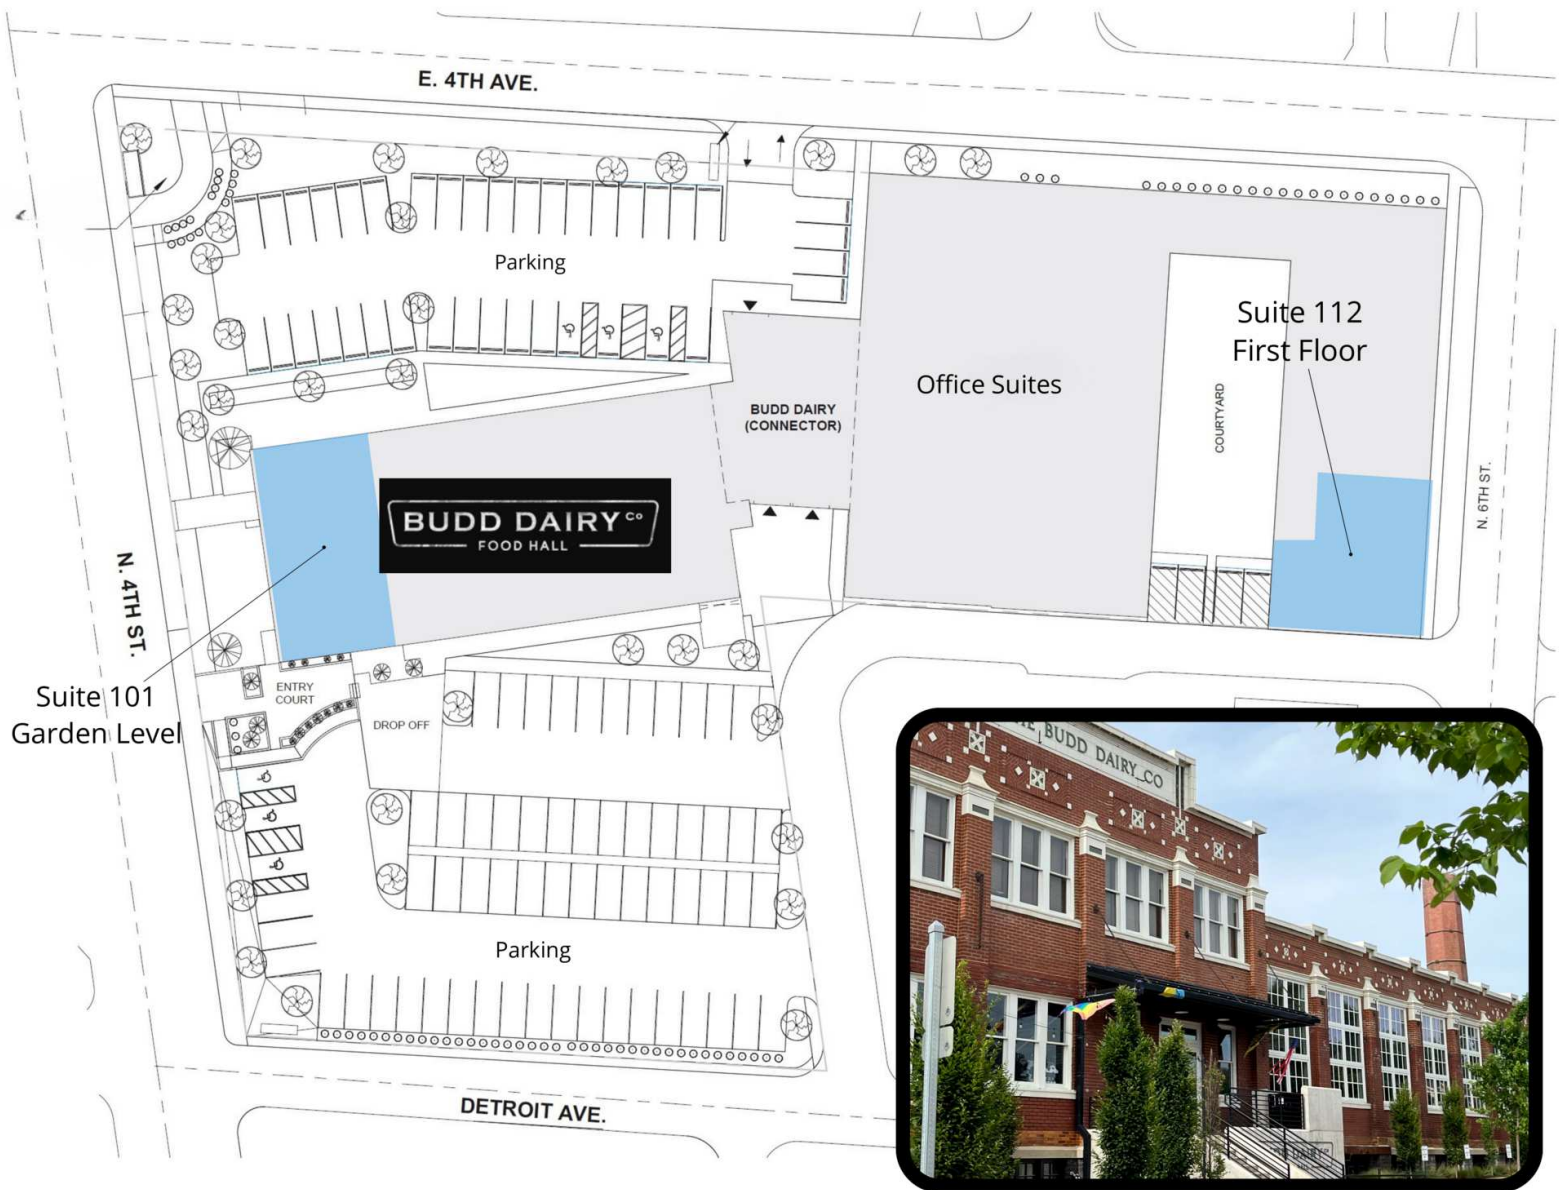 E. 4TH AVE.
Parking
Suite 112
First Floor
Office Suites
COURTYARD
BUDD DAIRY
(CONNECTOR)
N. 6TH ST.
BUDD DAIRY CO
FOOD HALL
N. 4TH ST.
Suite 101
Garden Level
ENTRY
COURT
DROP OFF
BUDD DAIRY CO
Parking
DETROIT AVE.